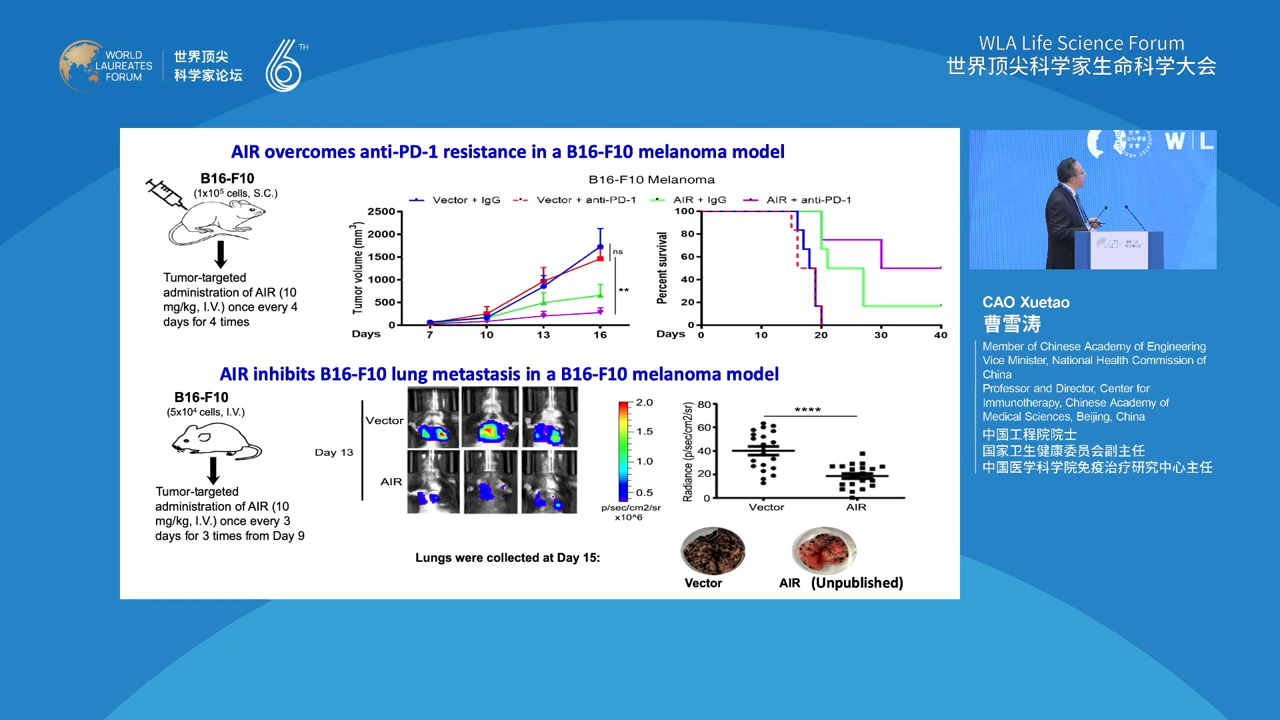 WORLD
LAUREATES
FORUM
世界顶尖
科学家论坛
6TH
WLA Life Science Forum
世界顶尖科学家生命科学大会
AIR overcomes anti-PD-1 resistance in a B16-F10 melanoma model
B16-F10
(1x10⁵ cells, S.C.)
Tumor-targeted
administration of AIR (10
mg/kg, I.V.) once every 4
days for 4 times
B16-F10 Melanoma
Vector + IgG
Vector + anti-PD-1
AIR + IgG
AIR + anti-PD-1
Tumor volume (mm³)
2500
2000
1500
1000
500
0
ns
**
Days
7
10
13
16
Percent survival
100
80
60
40
20
0
Days
0
10
20
30
40
AIR inhibits B16-F10 lung metastasis in a B16-F10 melanoma model
B16-F10
(5x10⁴ cells, I.V.)
Tumor-targeted
administration of AIR (10
mg/kg, I.V.) once every 3
days for 3 times from Day 9
Day 13
Vector
AIR
2.0
1.5
1.0
0.5
p/sec/cm2/sr
x10^6
Radiance (p/sec/cm2/sr)
80
60
40
20
0
****
Vector
AIR
Lungs were collected at Day 15:
Vector
AIR (Unpublished)
W L
CAO Xuetao
曹雪涛
Member of Chinese Academy of Engineering
Vice Minister, National Health Commission of
China
Professor and Director, Center for
Immunotherapy, Chinese Academy of
Medical Sciences, Beijing, China
中国工程院院士
国家卫生健康委员会副主任
中国医学科学院免疫治疗研究中心主任